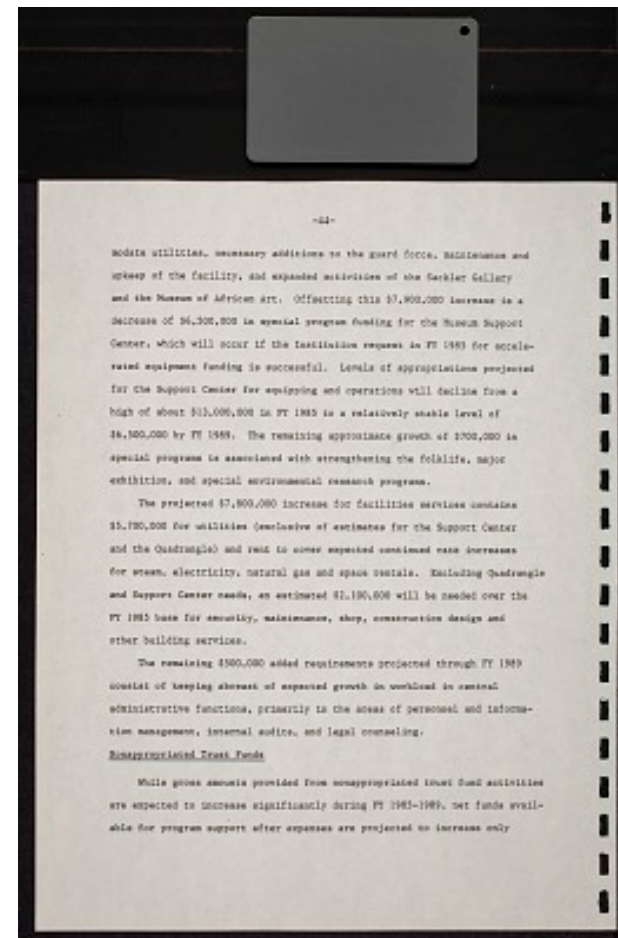 -44-
modate utilities, necessary additions to the guard force, maintenance and
upkeep of the facility, and expanded activities of the Sackler Gallery
and the Museum of African Art. Offsetting this $7,900,000 increase is a
decrease of $6,500,000 in special program funding for the Museum Support
Center, which will occur if the Institution request in FY 1985 for accele-
rated equipment funding is successful. Levels of appropriations projected
for the Support Center for equipping and operations will decline from a
high of about $13,000,000 in FY 1985 to a relatively stable level of
$6,500,000 by FY 1989. The remaining approximate growth of $700,000 in
special programs is associated with strengthening the folklife, major
exhibition, and special environmental research programs.
The projected $7,800,000 increase for facilities services contains
$5,700,000 for utilities (exclusive of estimates for the Support Center
and the Quadrangle) and rent to cover expected continued rate increases
for steam, electricity, natural gas and space rentals. Excluding Quadrangle
and Support Center needs, an estimated $2,100,000 will be needed over the
FY 1985 base for security, maintenance, shop, construction design and
other building services.
The remaining $500,000 added requirements projected through FY 1989
consist of keeping abreast of expected growth in workload in central
administrative functions, primarily in the areas of personnel and informa-
tion management, internal audits, and legal counseling.
Nonappropriated Trust Funds
While gross amounts provided from nonappropriated trust fund activities
are expected to increase significantly during FY 1985-1989, net funds avail-
able for program support after expenses are projected to increase only